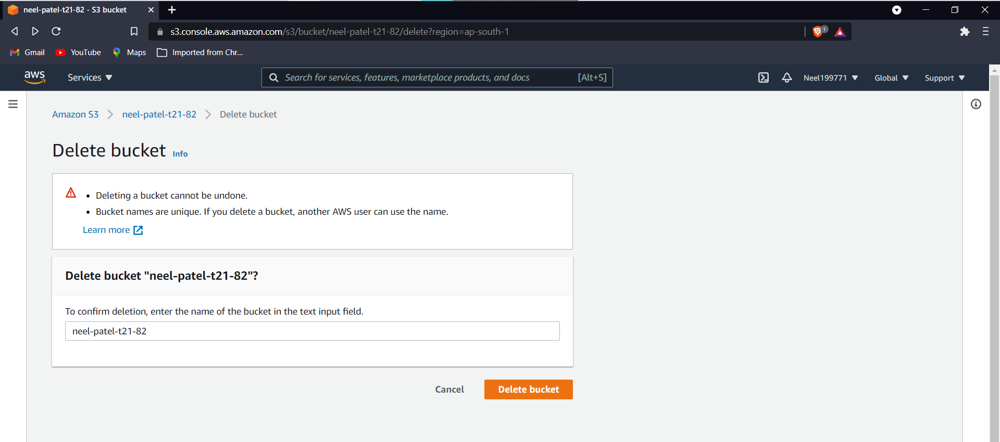 neel-patel-t21-82 - S3 bucket
s3.console.aws.amazon.com/s3/bucket/neel-patel-t21-82/delete?region=ap-south-1
1
Gmail YouTube Maps Imported from Chr...
aws Services Search for services, features, marketplace products, and docs [Alt+S] Neel199771 Global Support
Amazon S3 neel-patel-t21-82 Delete bucket
Delete bucket Info
Deleting a bucket cannot be undone.
Bucket names are unique. If you delete a bucket, another AWS user can use the name.
Learn more
Delete bucket "neel-patel-t21-82"?
To confirm deletion, enter the name of the bucket in the text input field.
neel-patel-t21-82
Cancel Delete bucket